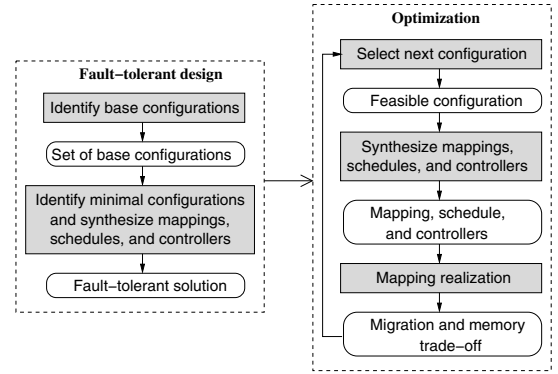 Fault−tolerant design
Identify base configurations
Set of base configurations
Identify minimal configurations
and synthesize mappings,
schedules, and controllers
Fault−tolerant solution
Optimization
Select next configuration
Feasible configuration
Synthesize mappings,
schedules, and controllers
Mapping, schedule,
and controllers
Mapping realization
Migration and memory
trade−off